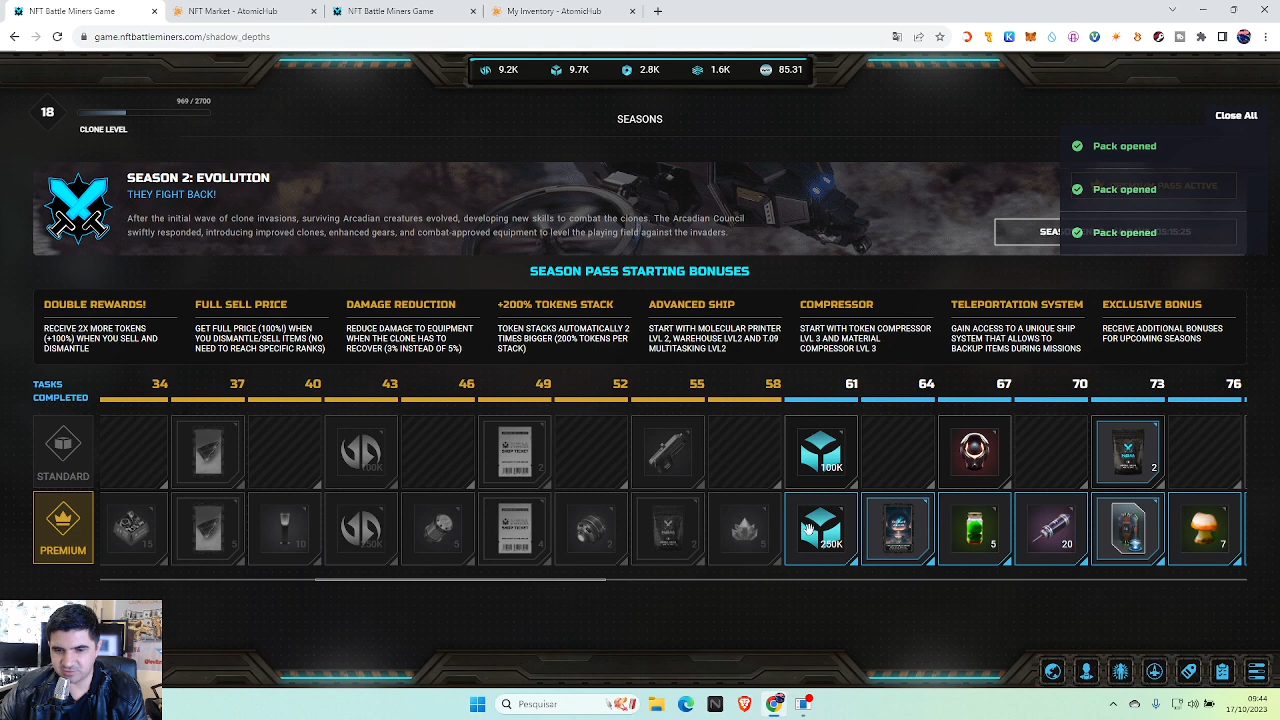 NFT Battle Miners Game
NFT Market - AtomicHub
NFT Battle Miners Game
My Inventory - AtomicHub
game.nftbattleminers.com/shadow_depths
9.2K
9.7K
2.8K
1.6K
85.31
18
969 / 2700
CLONE LEVEL
SEASONS
Close All
Pack opened
Pack opened
Pack opened
SEASON 2: EVOLUTION
THEY FIGHT BACK!
After the initial wave of clone invasions, surviving Arcadian creatures evolved, developing new skills to combat the clones. The Arcadian Council
swiftly responded, introducing improved clones, enhanced gears, and combat-approved equipment to level the playing field against the invaders.
SEASON PASS STARTING BONUSES
DOUBLE REWARDS!
RECEIVE 2X MORE TOKENS
(+100%) WHEN YOU SELL AND
DISMANTLE
FULL SELL PRICE
GET FULL PRICE (100%!) WHEN
YOU DISMANTLE/SELL ITEMS (NO
NEED TO REACH SPECIFIC RANKS)
DAMAGE REDUCTION
REDUCE DAMAGE TO EQUIPMENT
WHEN THE CLONE HAS TO
RECOVER (3% INSTEAD OF 5%)
+200% TOKENS STACK
TOKEN STACKS AUTOMATICALLY 2
TIMES BIGGER (200% TOKENS PER
STACK)
ADVANCED SHIP
START WITH MOLECULAR PRINTER
LVL 2, WAREHOUSE LVL2 AND T.09
MULTITASKING LVL2
COMPRESSOR
START WITH TOKEN COMPRESSOR
LVL 3 AND MATERIAL
COMPRESSOR LVL 3
TELEPORTATION SYSTEM
GAIN ACCESS TO A UNIQUE SHIP
SYSTEM THAT ALLOWS TO
BACKUP ITEMS DURING MISSIONS
EXCLUSIVE BONUS
RECEIVE ADDITIONAL BONUSES
FOR UPCOMING SEASONS
TASKS
COMPLETED
34 37 40 43 46 49 52 55 58 61 64 67 70 73 76
STANDARD
100K 2 100K 2
PREMIUM
15 5 10 250K 5 4 2 2 5 250K 5 20 7
Pesquisar
09:44
17/10/2023